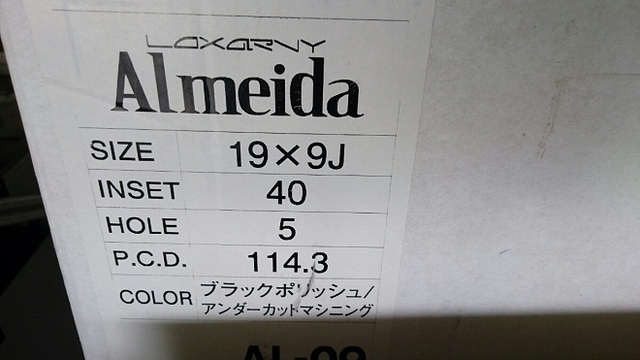 LOXARNY
Almeida
SIZE 19×9J
INSET 40
HOLE 5
P.C.D. 114.3
COLOR ブラックポリッシュ/
アンダーカットマシニング